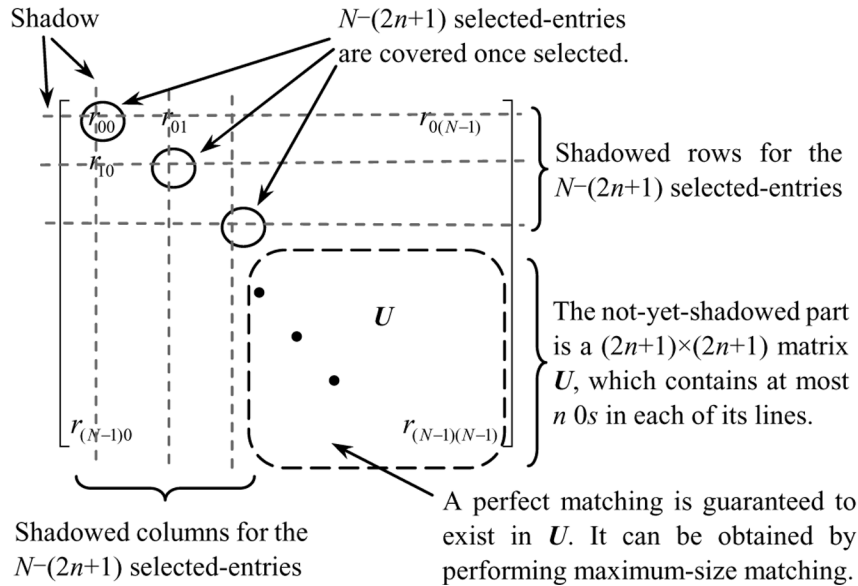 Shadow
N−(2n+1) selected-entries
are covered once selected.
r00 r01 r0(N−1)
r10
Shadowed rows for the
N−(2n+1) selected-entries
U
The not-yet-shadowed part
is a (2n+1)×(2n+1) matrix
U, which contains at most
n 0s in each of its lines.
r(N−1)0 r(N−1)(N−1)
Shadowed columns for the
N−(2n+1) selected-entries
A perfect matching is guaranteed to
exist in U. It can be obtained by
performing maximum-size matching.